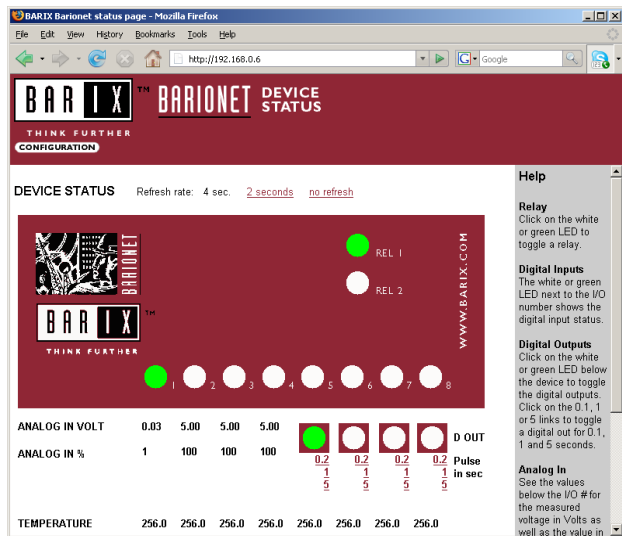 BARIX Barionet status page - Mozilla Firefox
File Edit View History Bookmarks Tools Help
http://192.168.0.6
G Google
BARIX ™ BARIONET DEVICE STATUS
THINK FURTHER
CONFIGURATION
DEVICE STATUS Refresh rate: 4 sec. 2 seconds no refresh
BARIONET
REL 1
REL 2
WWW.BARIX.COM
BARIX ™
THINK FURTHER
1 2 3 4 5 6 7 8
ANALOG IN VOLT 0.03 5.00 5.00 5.00
D OUT
ANALOG IN % 1 100 100 100
0.2 0.2 0.2 0.2 Pulse
1 1 1 1 in sec
5 5 5 5
TEMPERATURE 256.0 256.0 256.0 256.0 256.0 256.0 256.0 256.0
Help
Relay
Click on the white
or green LED to
toggle a relay.
Digital Inputs
The white or green
LED next to the I/O
number shows the
digital input status.
Digital Outputs
Click on the white
or green LED below
the device to toggle
the digital outputs.
Click on the 0.1, 1
or 5 links to toggle
a digital out for 0.1,
1 and 5 seconds.
Analog In
See the values
below the I/O # for
the measured
voltage in Volts as
well as the value in